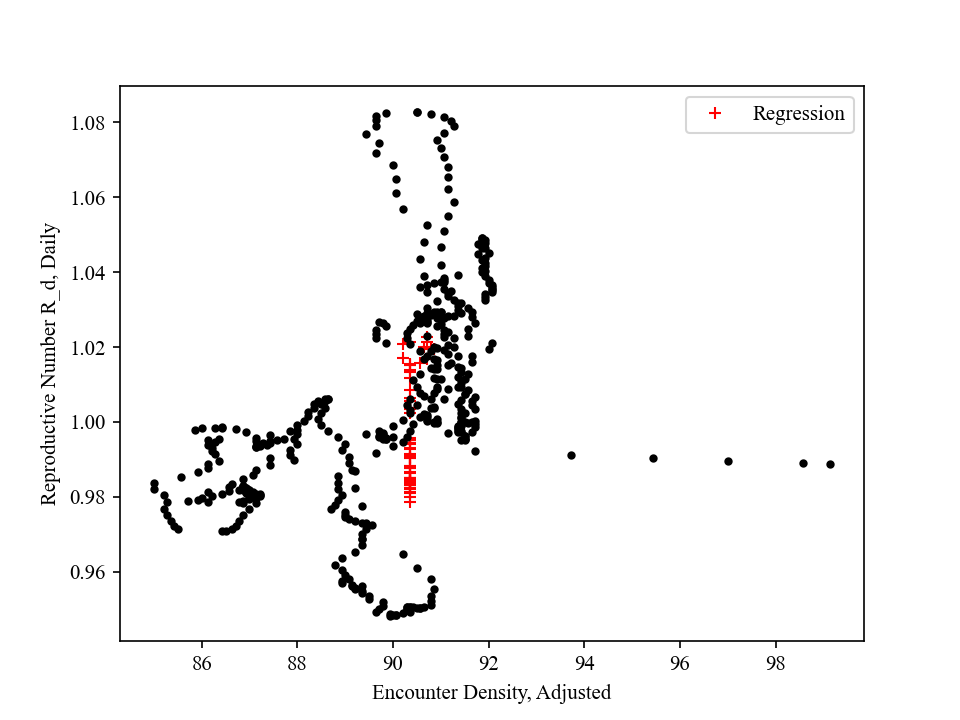 Regression
1.08
1.06
1.04
1.02
1.00
0.98
0.96
Reproductive Number R_d, Daily
86 88 90 92 94 96 98
Encounter Density, Adjusted